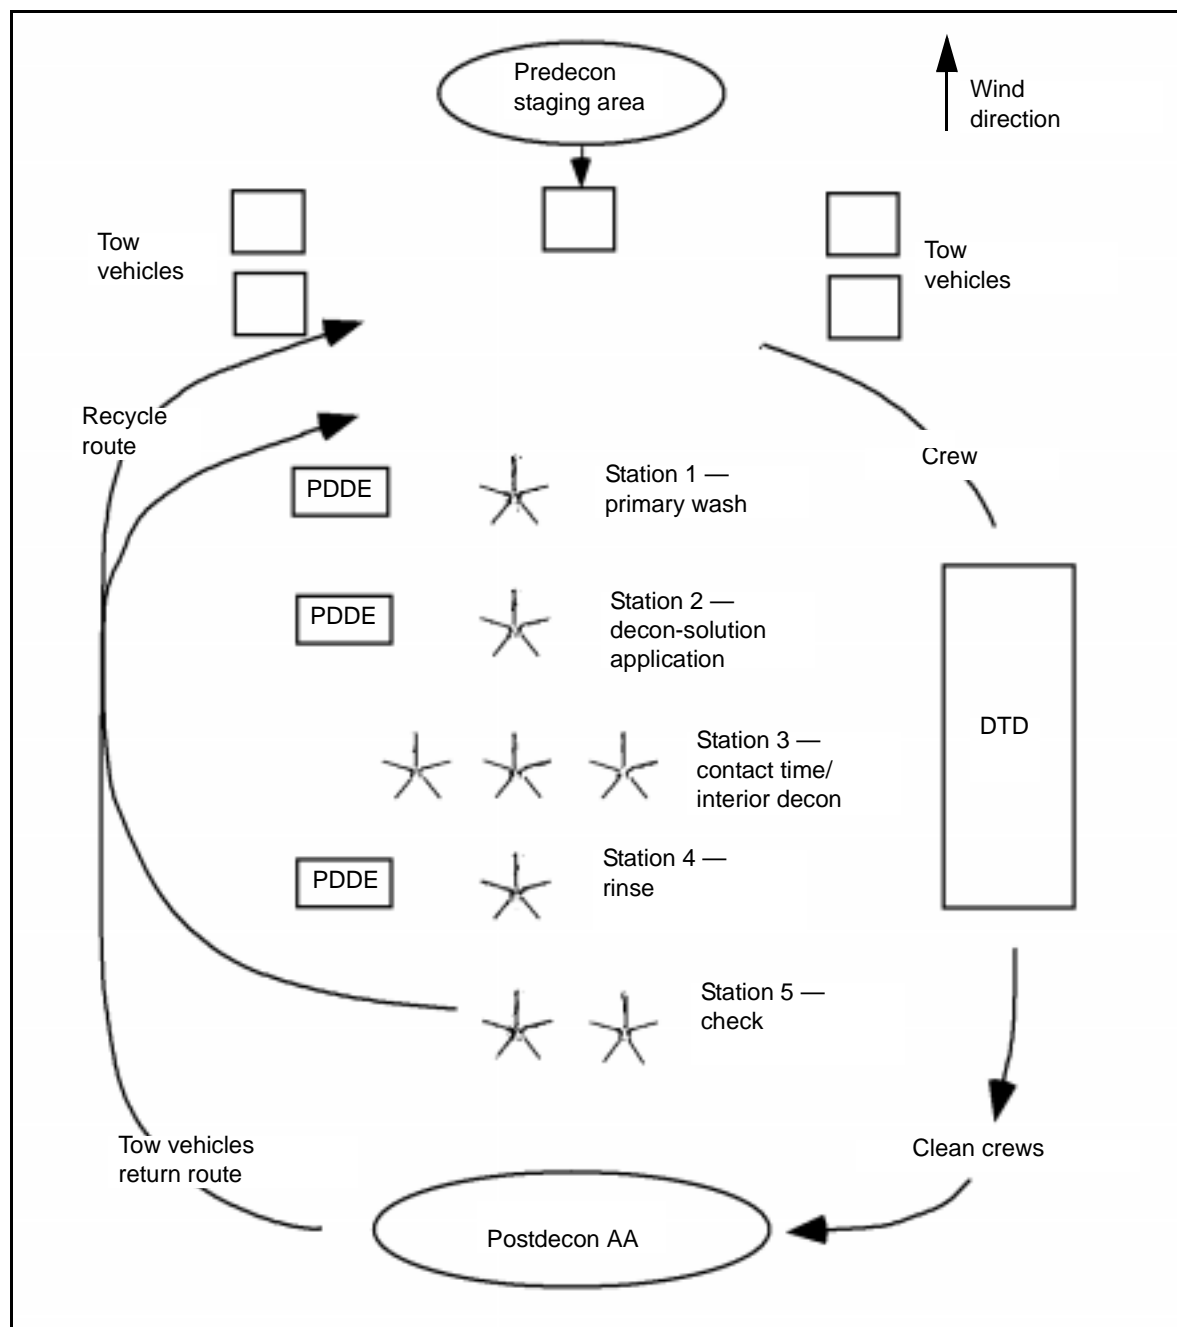 Predecon
staging area
Wind
direction
Tow
vehicles
Tow
vehicles
Recycle
route
Crew
PDDE
Station 1 —
primary wash
PDDE
Station 2 —
decon-solution
application
DTD
Station 3 —
contact time/
interior decon
PDDE
Station 4 —
rinse
Station 5 —
check
Tow vehicles
return route
Clean crews
Postdecon AA